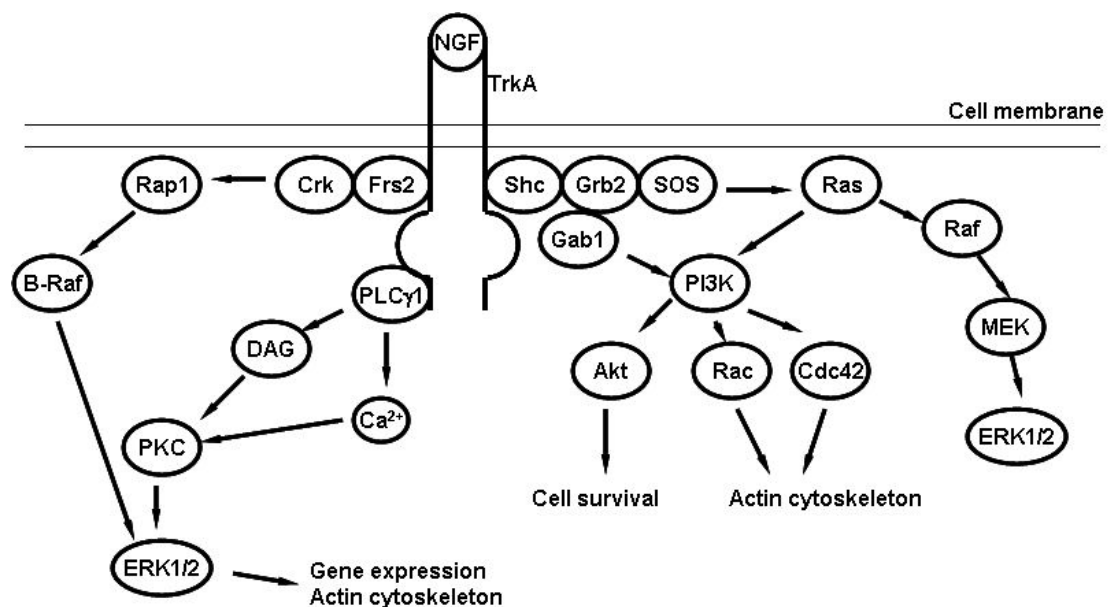 NGF
TrkA
Cell membrane
Rap1
Crk
Frs2
Shc
Grb2
SOS
Ras
Raf
Gab1
B-Raf
PLCγ1
PI3K
MEK
DAG
Akt
Rac
Cdc42
Ca²⁺
PKC
ERK1/2
Cell survival
Actin cytoskeleton
ERK1/2
Gene expression
Actin cytoskeleton